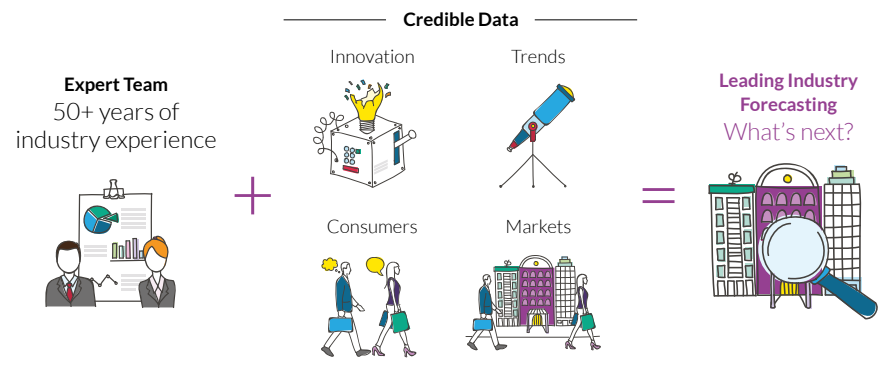 Credible Data
Expert Team
50+ years of
industry experience
+
Innovation
Trends
Consumers
Markets
=
Leading Industry
Forecasting
What's next?